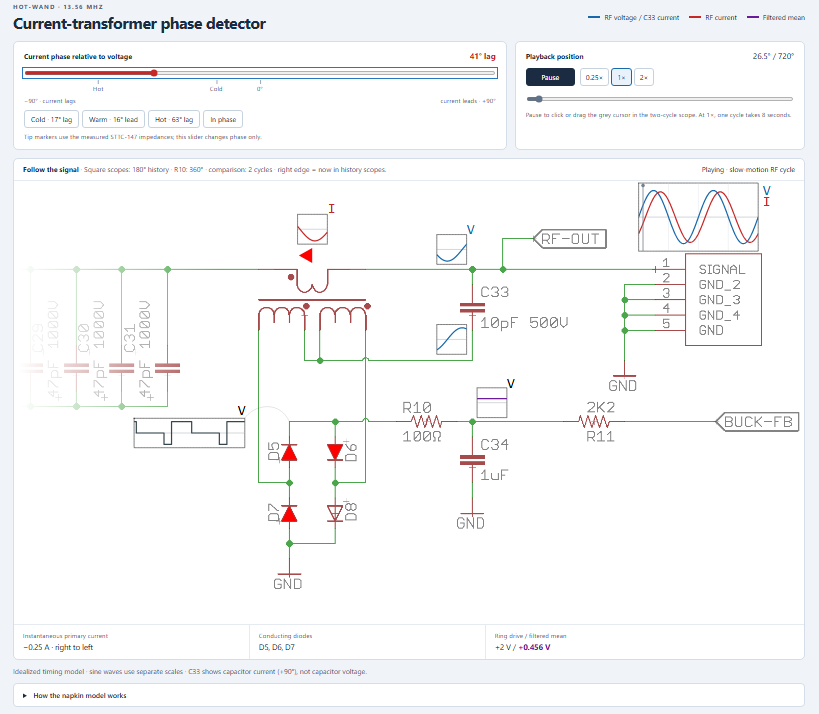 HOT-WAND · 13.56 MHZ
Current-transformer phase detector
RF voltage / C33 current
RF current
Filtered mean
Current phase relative to voltage
41° lag
Hot
Cold
0°
−90° · current lags
current leads · +90°
Cold · 17° lag
Warm · 16° lead
Hot · 63° lag
In phase
Tip markers use the measured STTC-147 impedances; this slider changes phase only.
Playback position
26.5° / 720°
Pause
0.25×
1×
2×
Pause to click or drag the grey cursor in the two-cycle scope. At 1×, one cycle takes 8 seconds.
Follow the signal · Square scopes: 180° history · R10: 360° · comparison: 2 cycles · right edge = now in history scopes.
Playing · slow-motion RF cycle
I
V
V
I
RF-OUT
1
2
3
4
5
SIGNAL
GND_2
GND_3
GND_4
GND
GND
C33
10pF 500V
C29
47pF 1000V
C30
47pF 1000V
C31
47pF 1000V
V
V
R10
100Ω
2K2
R11
BUCK-FB
C34
1uF
GND
D5
D6
D7
D8
GND
Instantaneous primary current
−0.25 A · right to left
Conducting diodes
D5, D6, D7
Ring drive / filtered mean
+2 V / +0.456 V
Idealized timing model · sine waves use separate scales · C33 shows capacitor current (+90°), not capacitor voltage.
How the napkin model works